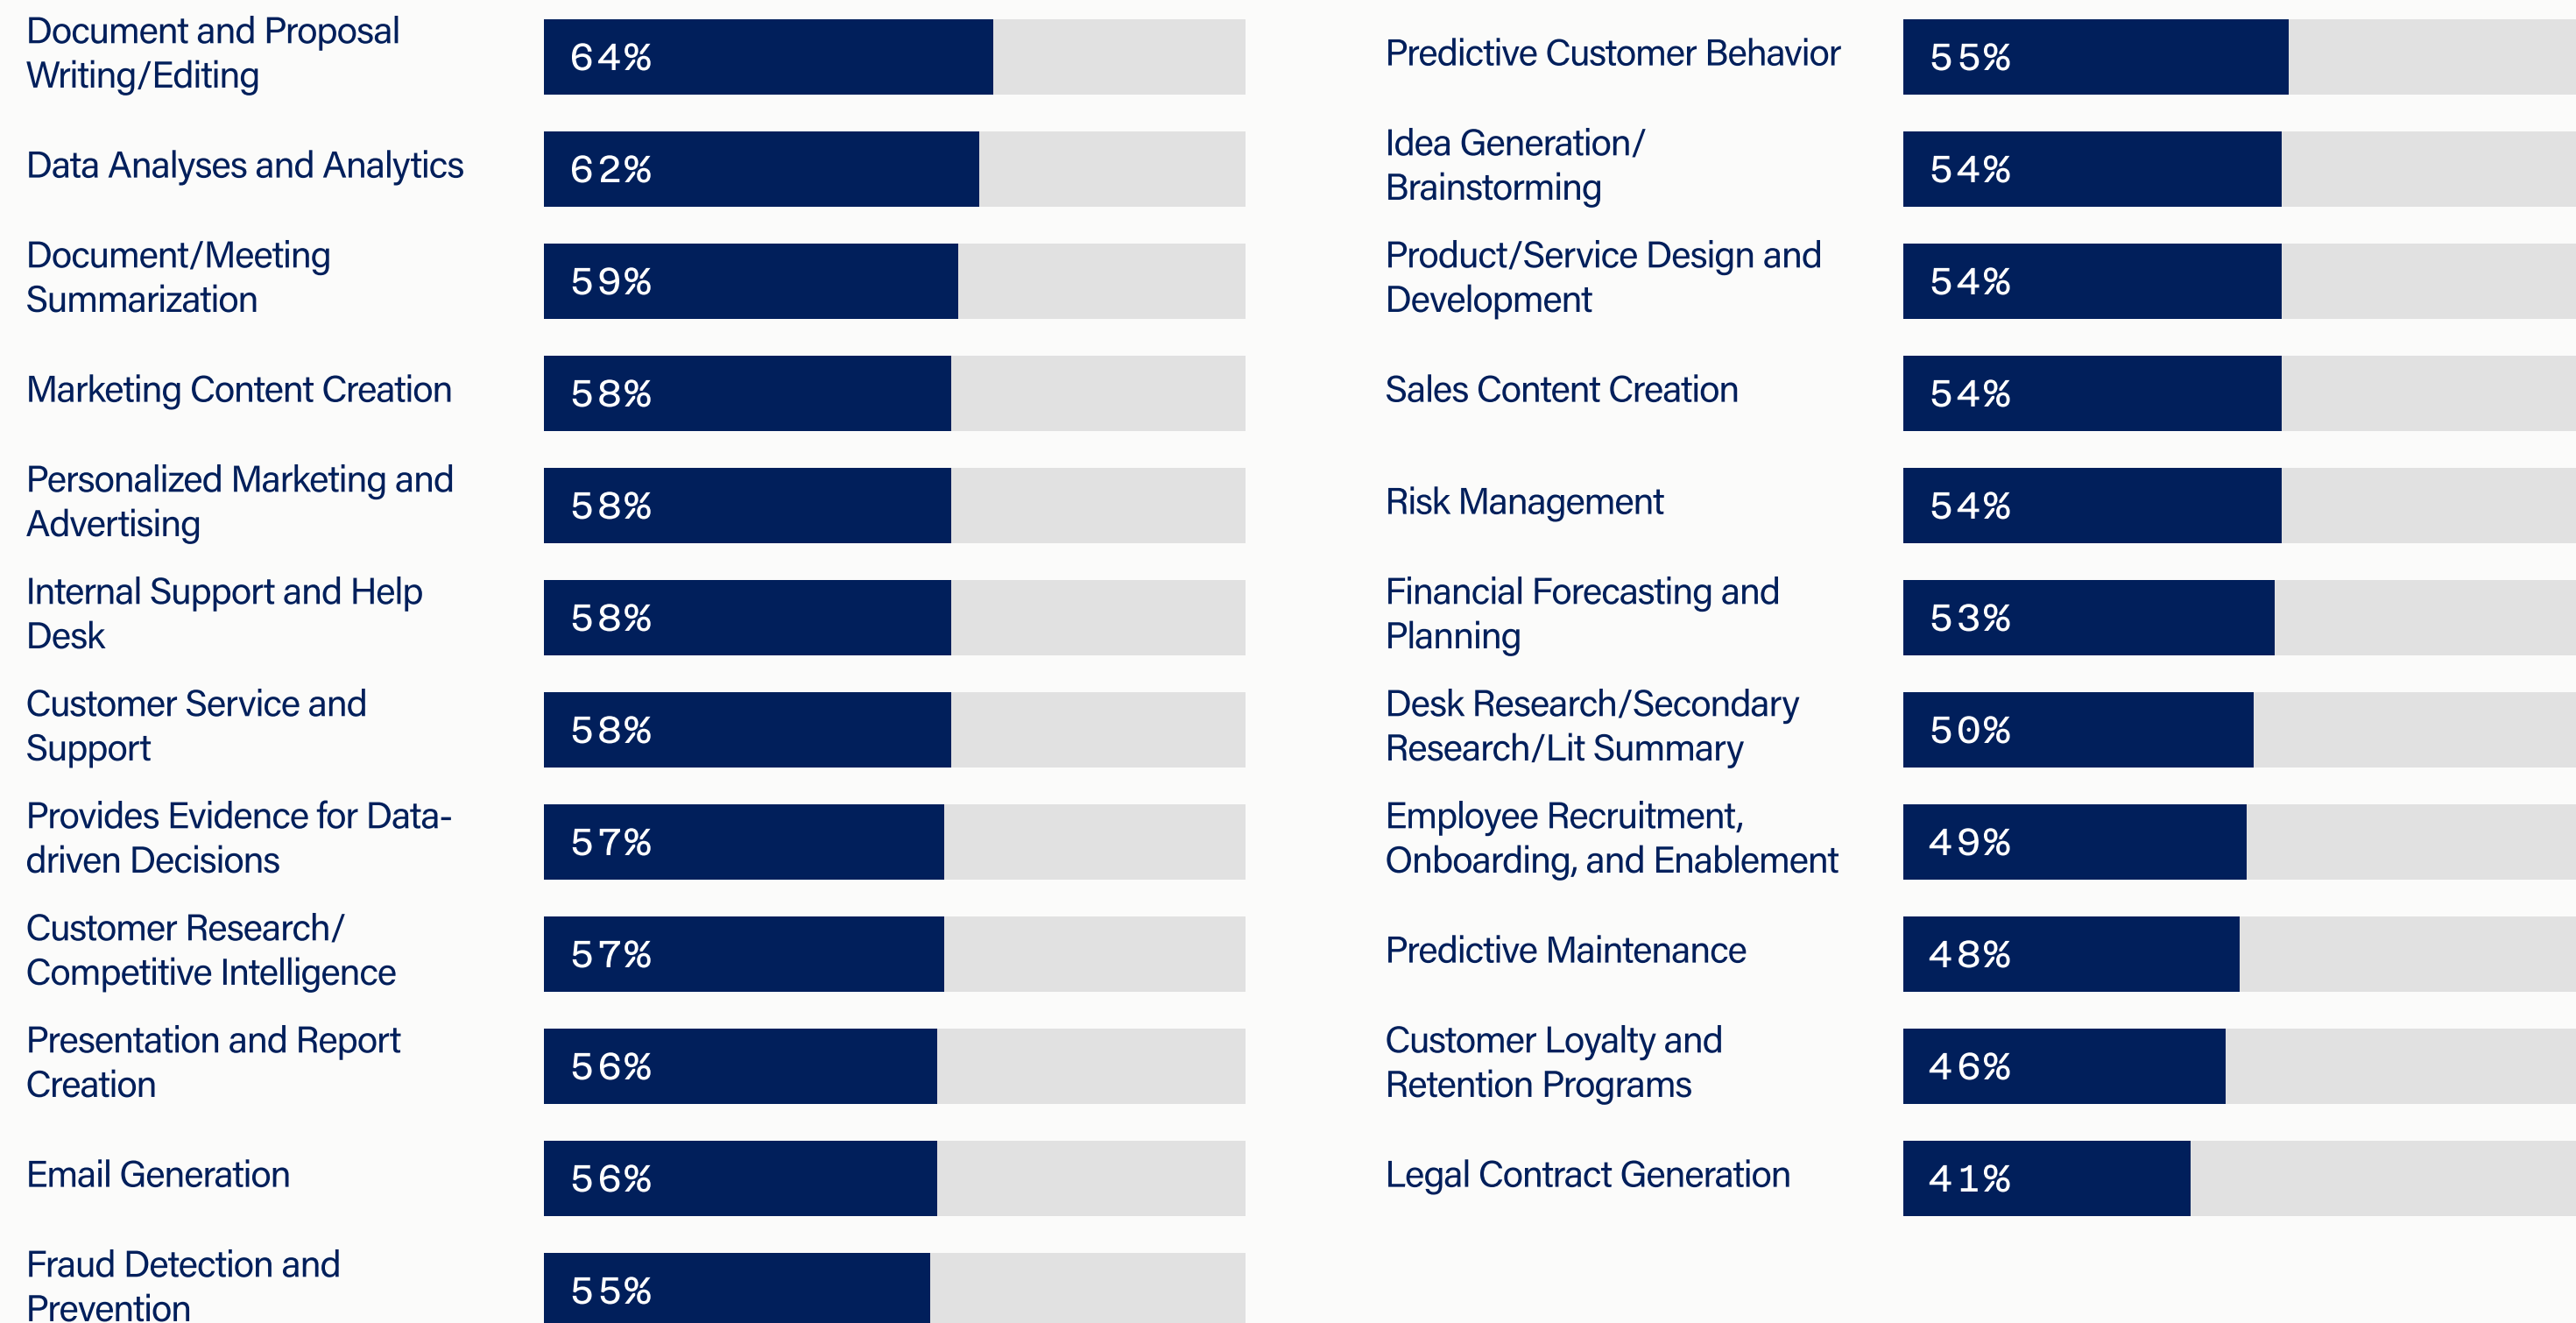 Document and Proposal
Writing/Editing
64%
Data Analyses and Analytics
62%
Document/Meeting
Summarization
59%
Marketing Content Creation
58%
Personalized Marketing and
Advertising
58%
Internal Support and Help
Desk
58%
Customer Service and
Support
58%
Provides Evidence for Data-
driven Decisions
57%
Customer Research/
Competitive Intelligence
57%
Presentation and Report
Creation
56%
Email Generation
56%
Fraud Detection and
Prevention
55%
Predictive Customer Behavior
55%
Idea Generation/
Brainstorming
54%
Product/Service Design and
Development
54%
Sales Content Creation
54%
Risk Management
54%
Financial Forecasting and
Planning
53%
Desk Research/Secondary
Research/Lit Summary
50%
Employee Recruitment,
Onboarding, and Enablement
49%
Predictive Maintenance
48%
Customer Loyalty and
Retention Programs
46%
Legal Contract Generation
41%